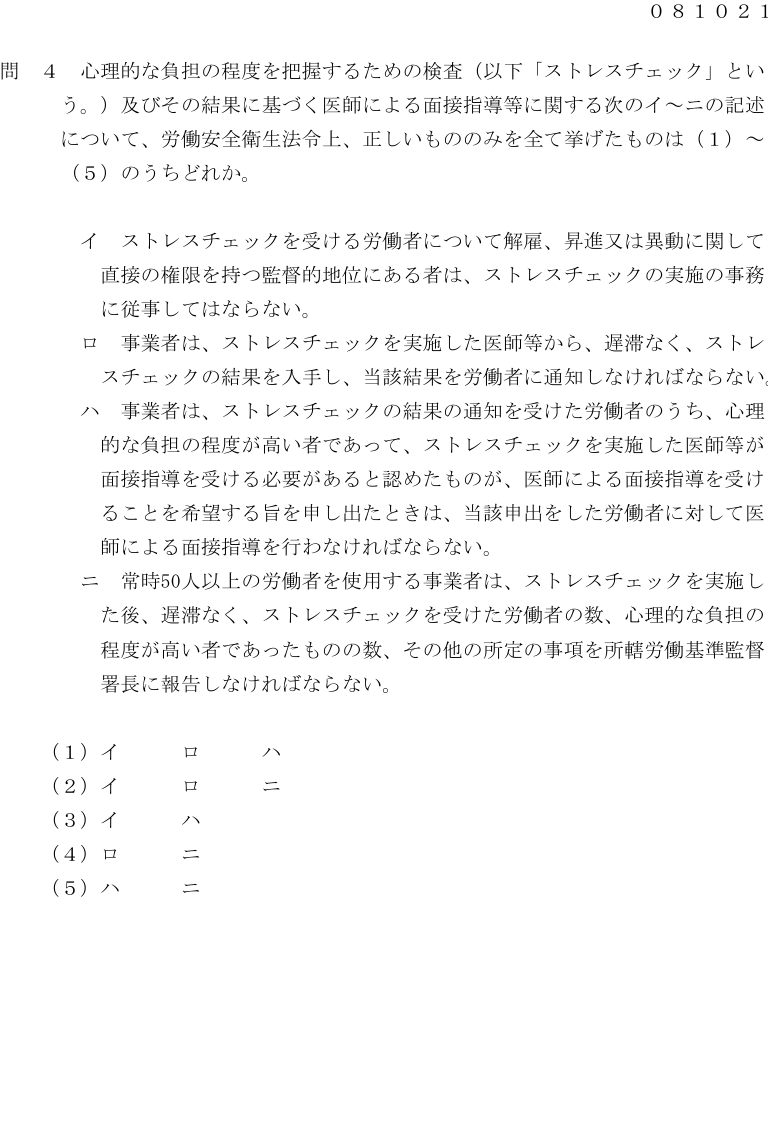 ０８１０２１
問　４　心理的な負担の程度を把握するための検査（以下「ストレスチェック」とい
う。）及びその結果に基づく医師による面接指導等に関する次のイ～ニの記述
について、労働安全衛生法令上、正しいもののみを全て挙げたものは（１）～
（５）のうちどれか。
イ　ストレスチェックを受ける労働者について解雇、昇進又は異動に関して
直接の権限を持つ監督的地位にある者は、ストレスチェックの実施の事務
に従事してはならない。
ロ　事業者は、ストレスチェックを実施した医師等から、遅滞なく、ストレ
スチェックの結果を入手し、当該結果を労働者に通知しなければならない。
ハ　事業者は、ストレスチェックの結果の通知を受けた労働者のうち、心理
的な負担の程度が高い者であって、ストレスチェックを実施した医師等が
面接指導を受ける必要があると認めたものが、医師による面接指導を受け
ることを希望する旨を申し出たときは、当該申出をした労働者に対して医
師による面接指導を行わなければならない。
ニ　常時50人以上の労働者を使用する事業者は、ストレスチェックを実施し
た後、遅滞なく、ストレスチェックを受けた労働者の数、心理的な負担の
程度が高い者であったものの数、その他の所定の事項を所轄労働基準監督
署長に報告しなければならない。
（１）イ　　　ロ　　　ハ
（２）イ　　　ロ　　　ニ
（３）イ　　　ハ
（４）ロ　　　ニ
（５）ハ　　　ニ